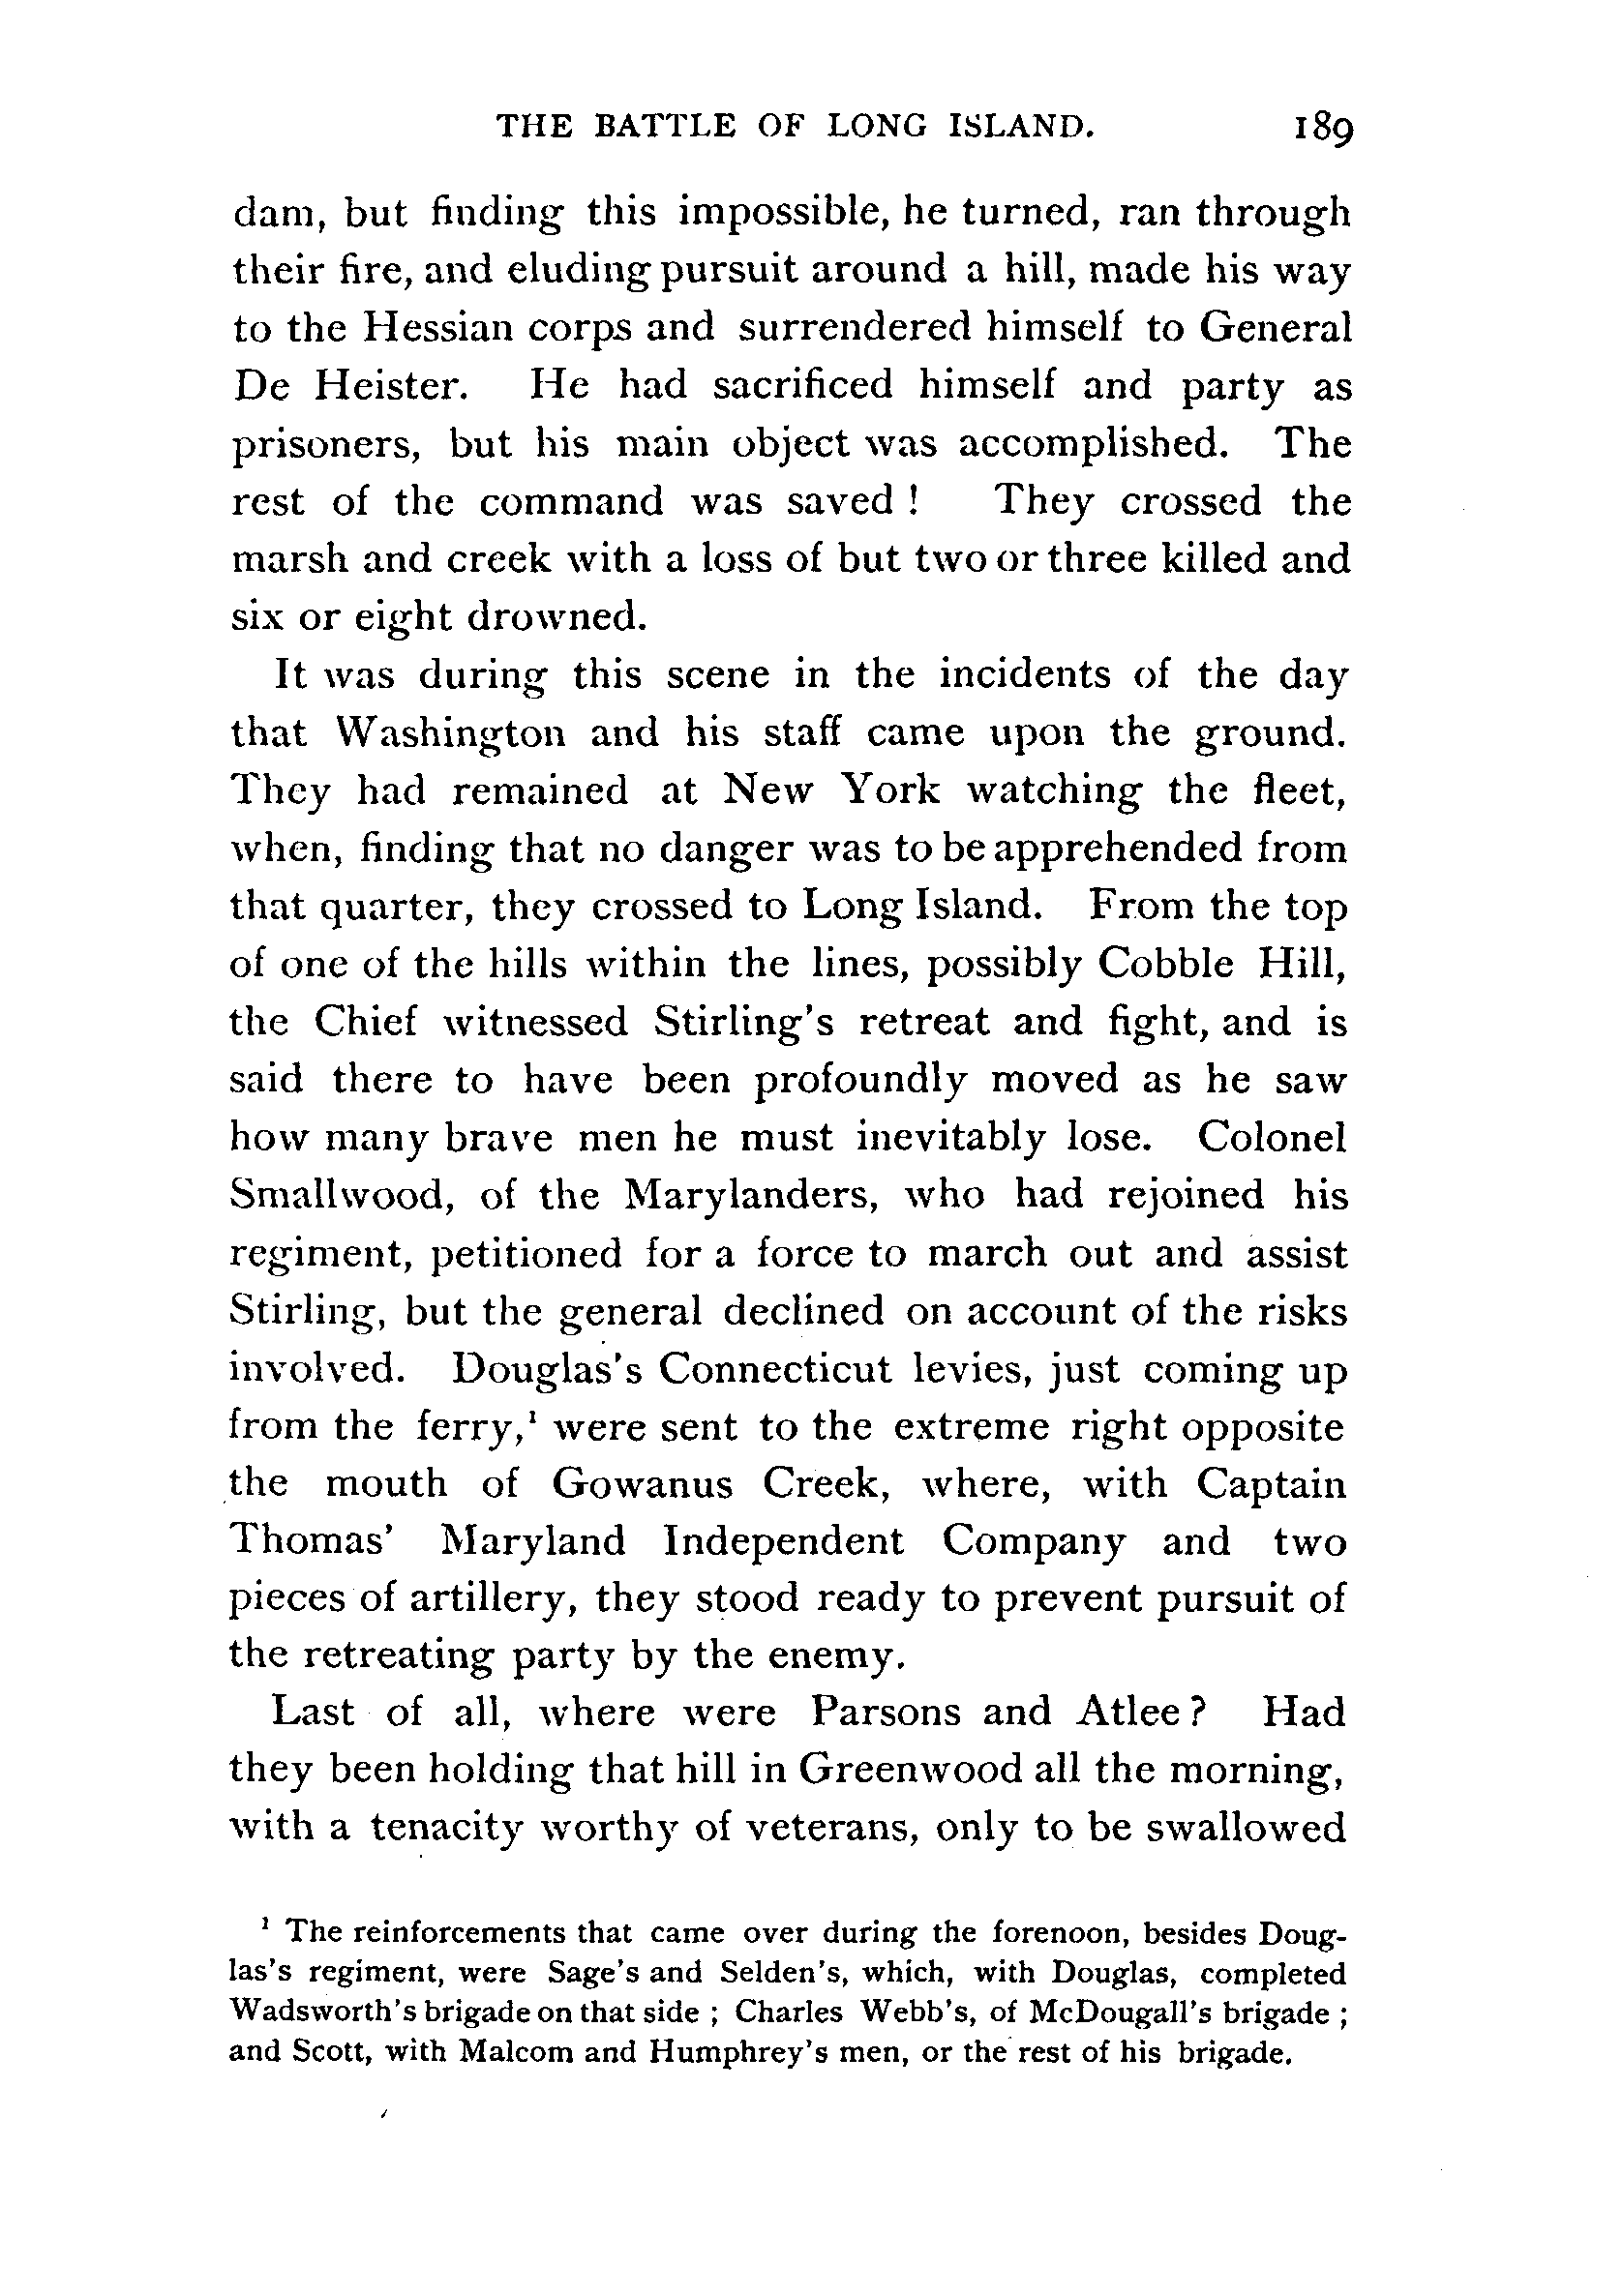 THE BATTLE OF LONG ISLAND. 189
dam, but finding this impossible, he turned, ran through
their fire, and eluding pursuit around a hill, made his way
to the Hessian corps and surrendered himself to General
De Heister. He had sacrificed himself and party as
prisoners, but his main object was accomplished. The
rest of the command was saved ! They crossed the
marsh and creek with a loss of but two or three killed and
six or eight drowned.
It was during this scene in the incidents of the day
that Washington and his staff came upon the ground.
They had remained at New York watching the fleet,
when, finding that no danger was to be apprehended from
that quarter, they crossed to Long Island. From the top
of one of the hills within the lines, possibly Cobble Hill,
the Chief witnessed Stirling's retreat and fight, and is
said there to have been profoundly moved as he saw
how many brave men he must inevitably lose. Colonel
Smallwood, of the Marylanders, who had rejoined his
regiment, petitioned for a force to march out and assist
Stirling, but the general declined on account of the risks
involved. Douglas's Connecticut levies, just coming up
from the ferry,¹ were sent to the extreme right opposite
the mouth of Gowanus Creek, where, with Captain
Thomas' Maryland Independent Company and two
pieces of artillery, they stood ready to prevent pursuit of
the retreating party by the enemy.
Last of all, where were Parsons and Atlee? Had
they been holding that hill in Greenwood all the morning,
with a tenacity worthy of veterans, only to be swallowed
¹ The reinforcements that came over during the forenoon, besides Doug-
las's regiment, were Sage's and Selden's, which, with Douglas, completed
Wadsworth's brigade on that side ; Charles Webb's, of McDougall's brigade ;
and Scott, with Malcom and Humphrey's men, or the rest of his brigade.